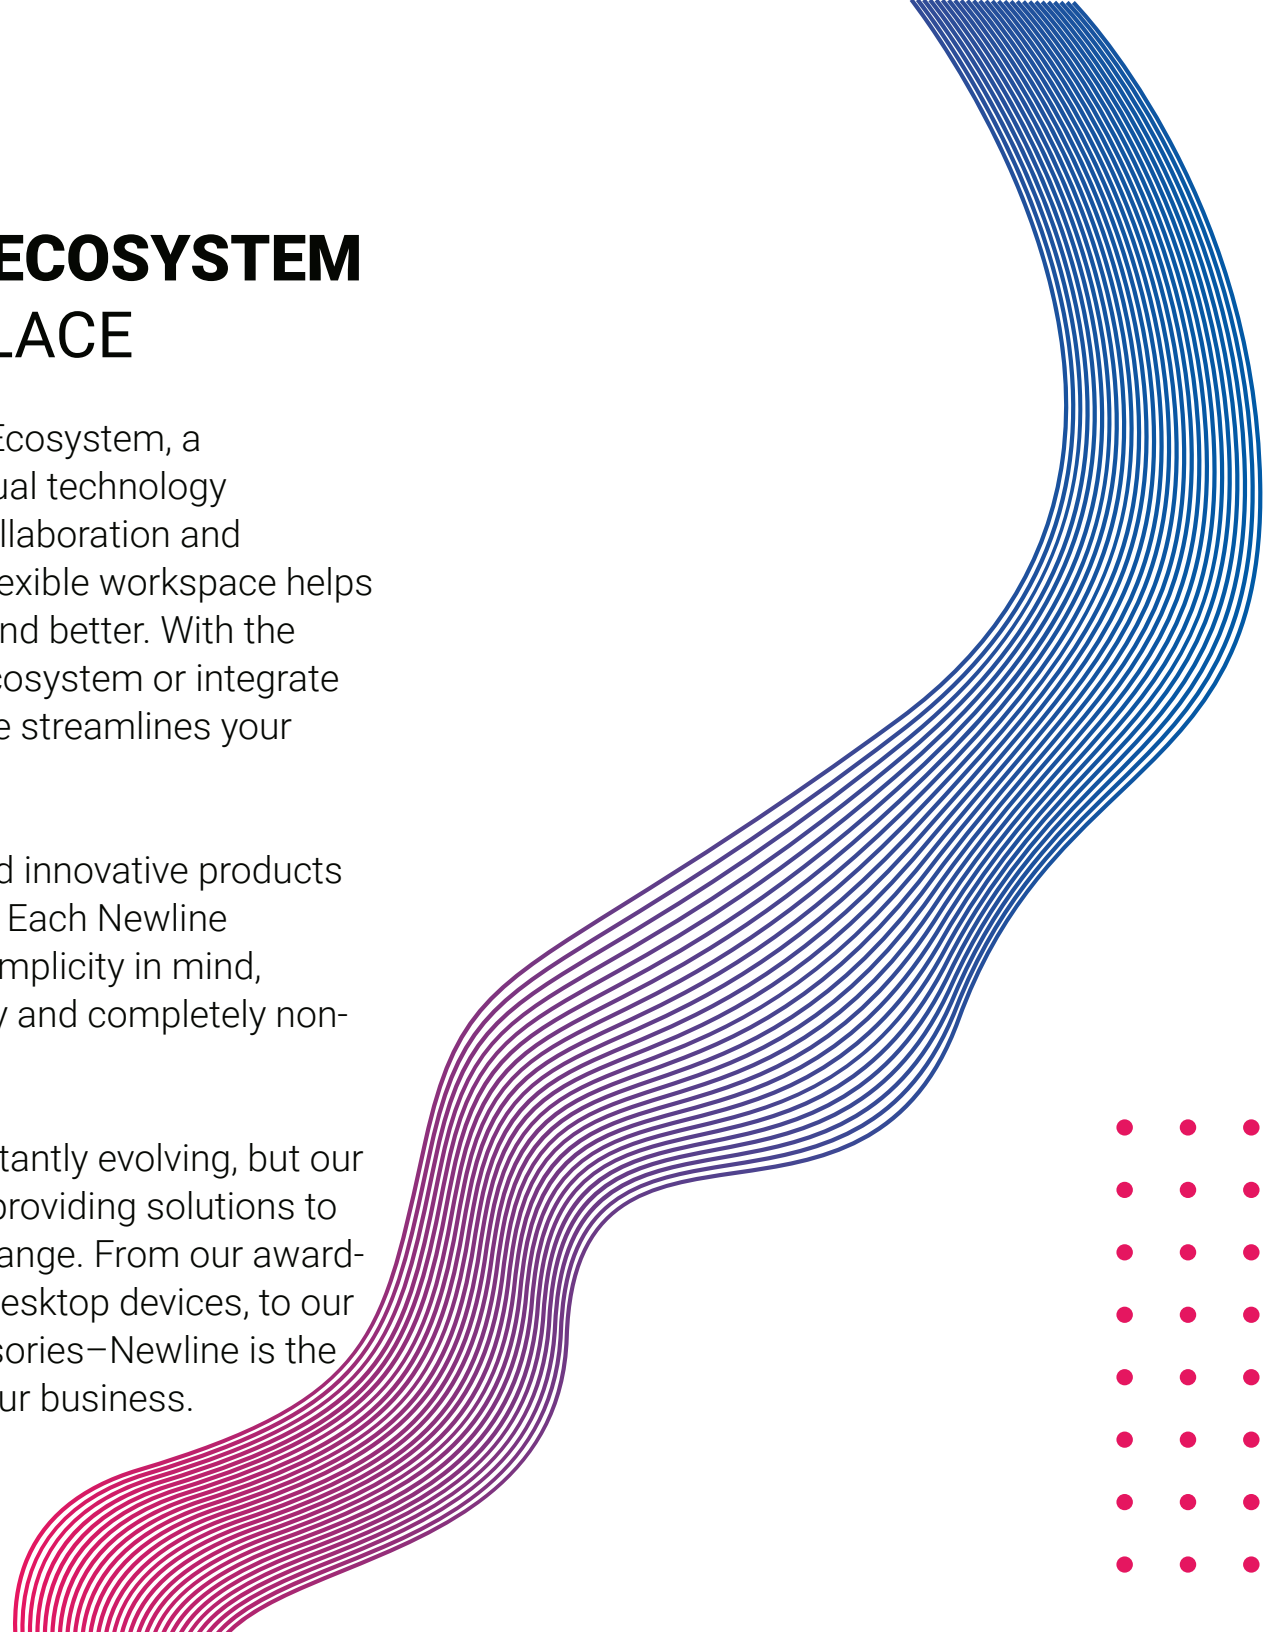 ECOSYSTEM
LACE
Ecosystem, a
ual technology
llaboration and
exible workspace helps
nd better. With the
cosystem or integrate
e streamlines your
d innovative products
Each Newline
mplicity in mind,
y and completely non-
tantly evolving, but our
providing solutions to
ange. From our award-
esktop devices, to our
sories–Newline is the
ur business.